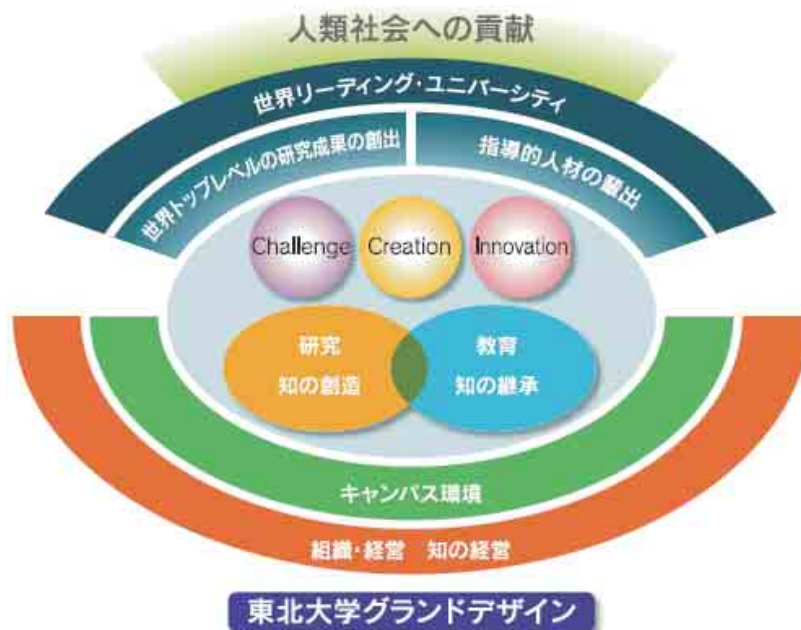 人類社会への貢献
世界リーディング・ユニバーシティ
世界トップレベルの研究成果の創出
指導的人材の輩出
Challenge
Creation
Innovation
研究
知の創造
教育
知の継承
キャンパス環境
組織・経営 知の経営
東北大学グランドデザイン